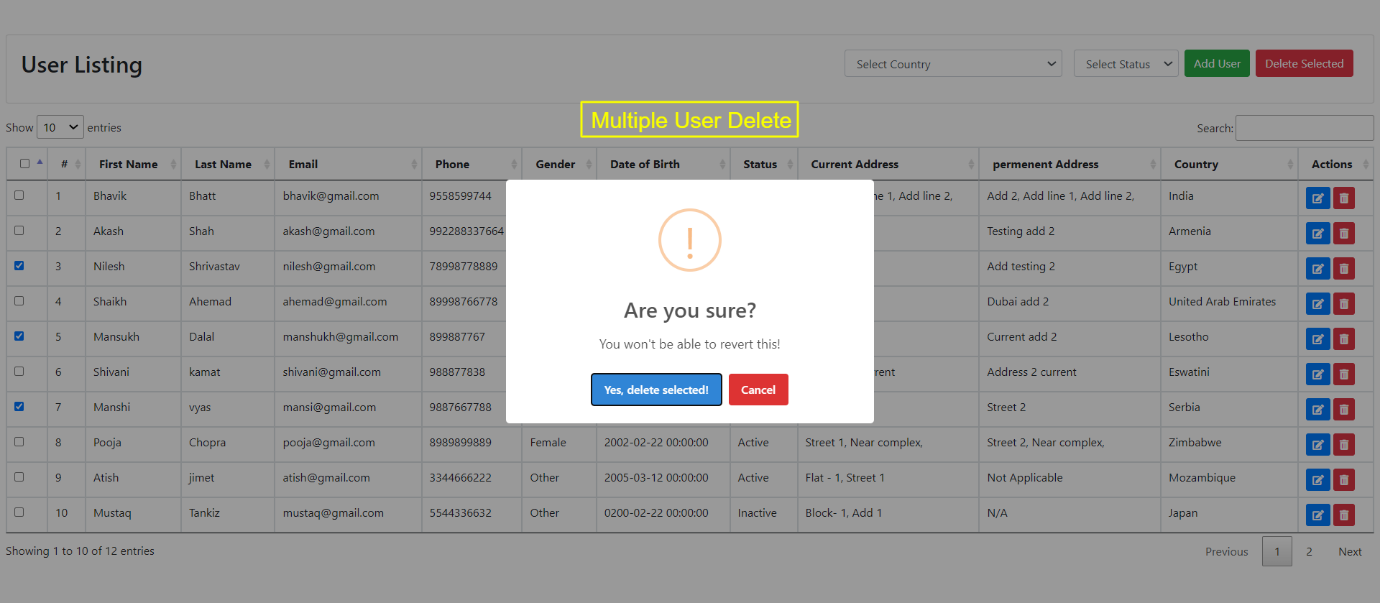 User Listing
Select Country
Select Status
Add User
Delete Selected
Multiple User Delete
Show 10 entries
Search:
# First Name Last Name Email Phone Gender Date of Birth Status Current Address permenent Address Country Actions
1 Bhavik Bhatt bhavik@gmail.com 9558599744 1, Add line 2, Add 2, Add line 1, Add line 2, India
2 Akash Shah akash@gmail.com 992288337664 Testing add 2 Armenia
3 Nilesh Shrivastav nilesh@gmail.com 78998778889 Add testing 2 Egypt
4 Shaikh Ahemad ahemad@gmail.com 89998766778 Dubai add 2 United Arab Emirates
5 Mansukh Dalal manshukh@gmail.com 899887767 Current add 2 Lesotho
6 Shivani kamat shivani@gmail.com 988877838 Address 2 current Eswatini
7 Manshi vyas mansi@gmail.com 9887667788 Street 2 Serbia
8 Pooja Chopra pooja@gmail.com 8989899889 Female 2002-02-22 00:00:00 Active Street 1, Near complex, Street 2, Near complex, Zimbabwe
9 Atish jimet atish@gmail.com 3344666222 Other 2005-03-12 00:00:00 Active Flat - 1, Street 1 Not Applicable Mozambique
10 Mustaq Tankiz mustaq@gmail.com 5544336632 Other 0200-02-22 00:00:00 Inactive Block- 1, Add 1 N/A Japan
!
Are you sure?
You won't be able to revert this!
Yes, delete selected!
Cancel
Showing 1 to 10 of 12 entries
Previous 1 2 Next